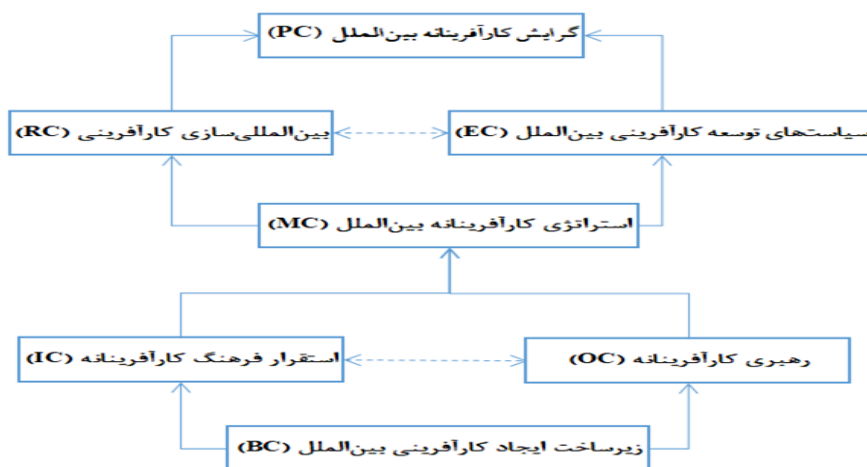 گرایش کارآفرینانه بین‌الملل (PC)
سیاست‌های توسعه کارآفرینی بین‌الملل (EC)
بین‌المللی‌سازی کارآفرینی (RC)
استراتژی کارآفرینانه بین‌الملل (MC)
رهبری کارآفرینانه (OC)
استقرار فرهنگ کارآفرینانه (IC)
زیرساخت ایجاد کارآفرینی بین‌الملل (BC)